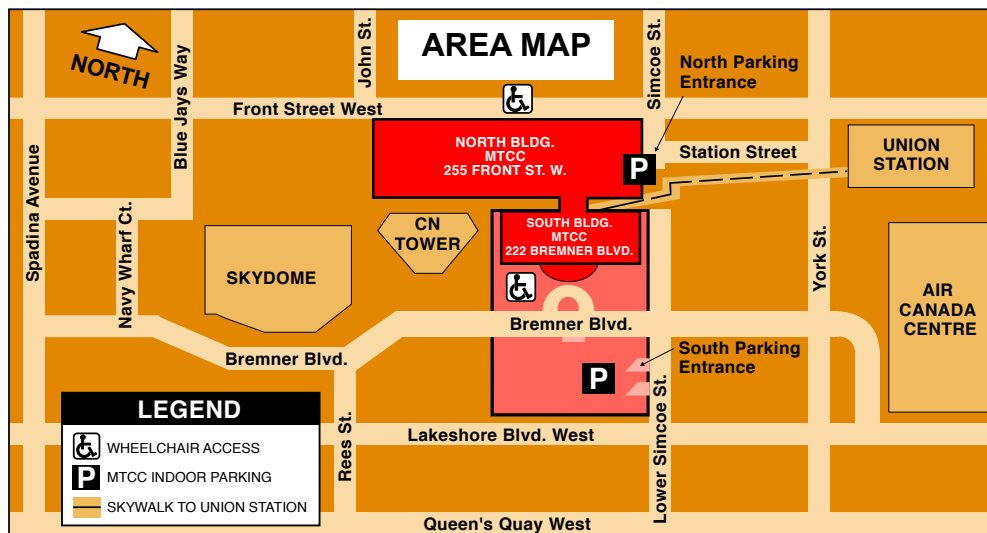 AREA MAP
NORTH
Spadina Avenue
Blue Jays Way
John St.
Simcoe St.
North Parking
Entrance
Front Street West
NORTH BLDG.
MTCC
255 FRONT ST. W.
P
Station Street
UNION
STATION
Navy Wharf Ct.
CN
TOWER
SOUTH BLDG.
MTCC
222 BREMNER BLVD.
SKYDOME
York St.
AIR
CANADA
CENTRE
Bremner Blvd.
Bremner Blvd.
South Parking
Entrance
P
LEGEND
WHEELCHAIR ACCESS
P MTCC INDOOR PARKING
SKYWALK TO UNION STATION
Rees St.
Lakeshore Blvd. West
Lower Simcoe St.
Queen's Quay West